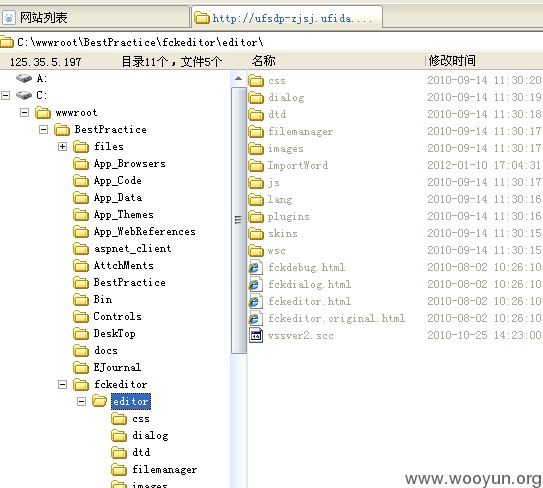 网站列表 http://ufsdp-zjsj.ufida....
C:\wwwroot\BestPractice\fckeditor\editor\
125.35.5.197 目录11个，文件5个 名称 修改时间
A:
C:
wwwroot
BestPractice
files
App_Browsers
App_Code
App_Data
App_Themes
App_WebReferences
aspnet_client
AttchMents
BestPractice
Bin
Controls
DeskTop
docs
EJournal
fckeditor
editor
css
dialog
dtd
filemanager
images
css 2010-09-14 11:30:20
dialog 2010-09-14 11:30:19
dtd 2010-09-14 11:30:18
filemanager 2010-09-14 11:30:17
images 2010-09-14 11:30:17
ImportWord 2012-01-10 17:04:31
js 2010-09-14 11:30:17
lang 2010-09-14 11:30:16
plugins 2010-09-14 11:30:16
skins 2010-09-14 11:30:15
wsc 2010-09-14 11:30:15
fckdebug.html 2010-08-02 10:26:10
fckdialog.html 2010-08-02 10:26:10
fckeditor.html 2010-08-02 10:26:10
fckeditor.original.html 2010-08-02 10:26:10
vssver2.scc 2010-10-25 14:23:00
www.wooyun.org